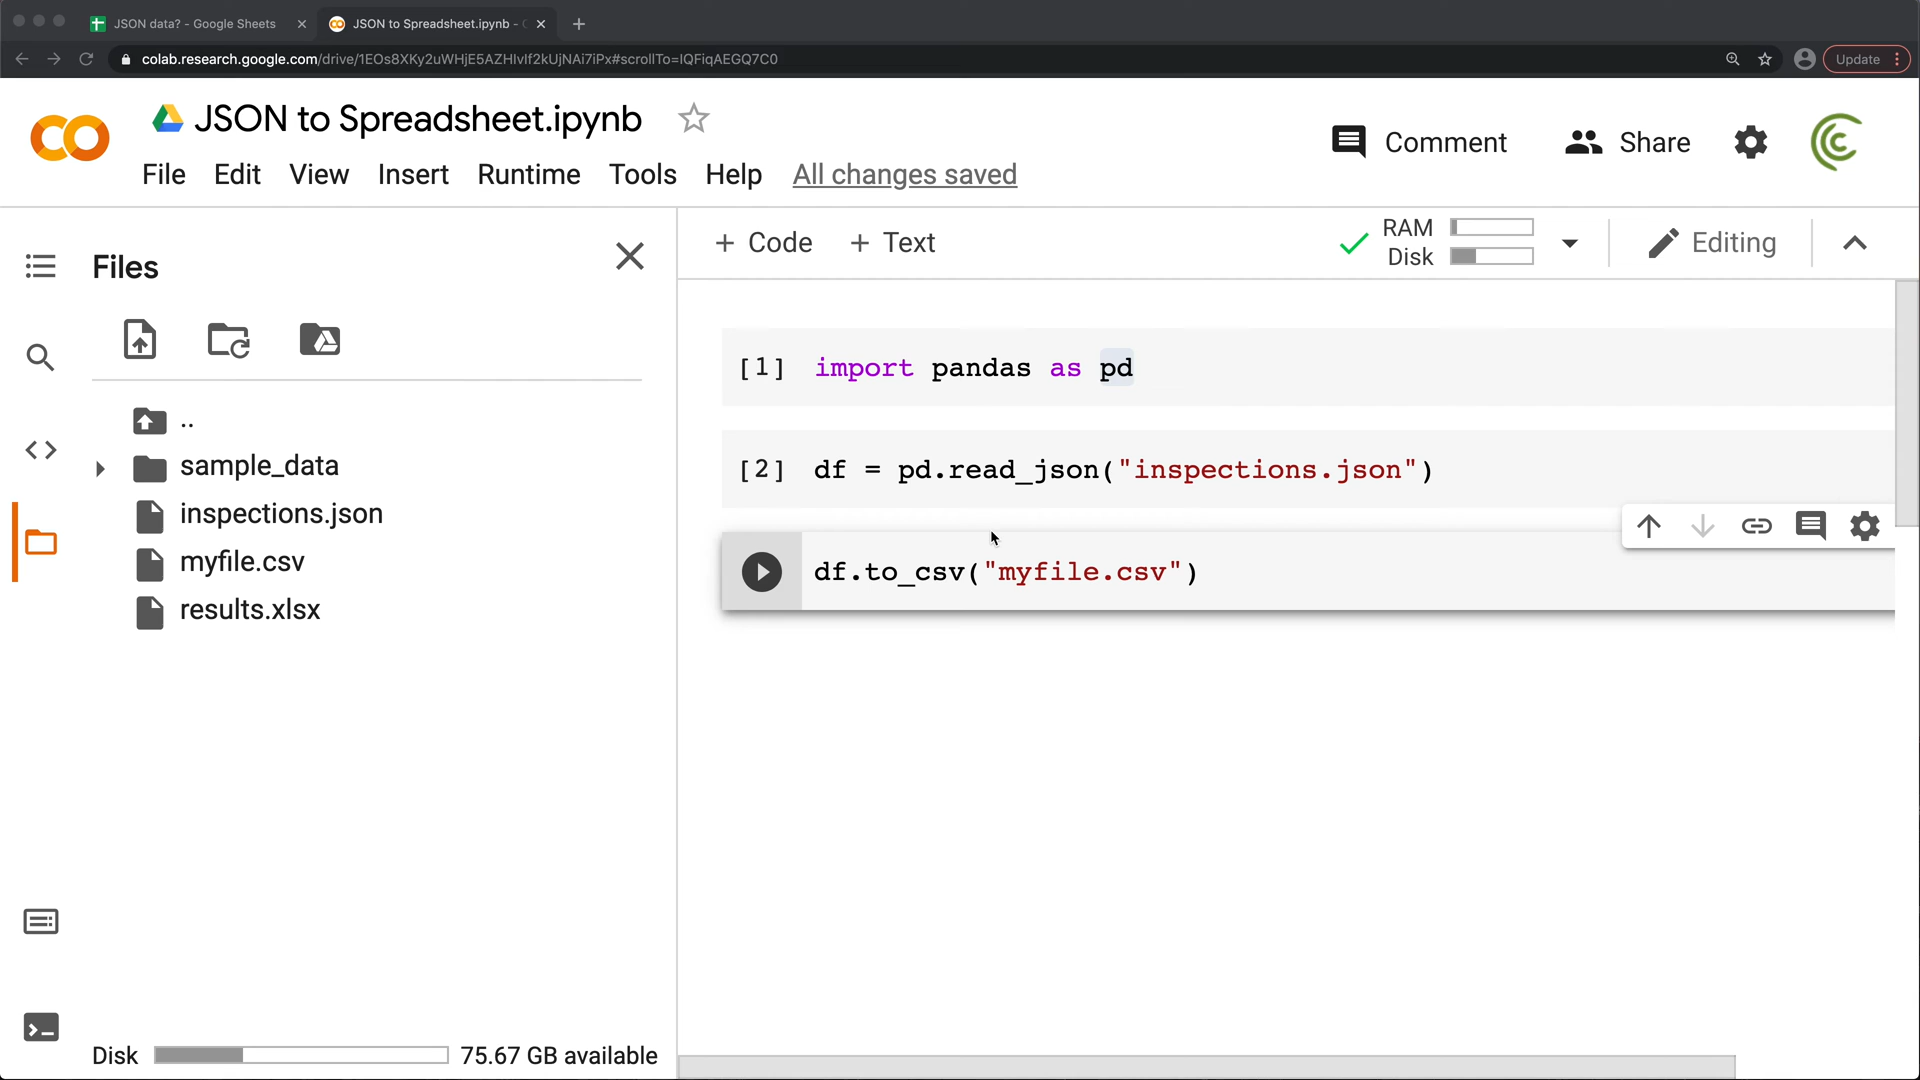 JSON data? - Google Sheets
JSON to Spreadsheet.ipynb -
colab.research.google.com/drive/1EOs8XKy2uWHjE5AZHIvIf2kUjNAi7iPx#scrollTo=IQFiqAEGQ7C0
Update
JSON to Spreadsheet.ipynb
Comment
Share
File Edit View Insert Runtime Tools Help All changes saved
Files
+ Code + Text
RAM
Disk
Editing
..
sample_data
inspections.json
myfile.csv
results.xlsx
[1] import pandas as pd
[2] df = pd.read_json("inspections.json")
df.to_csv("myfile.csv")
Disk 75.67 GB available